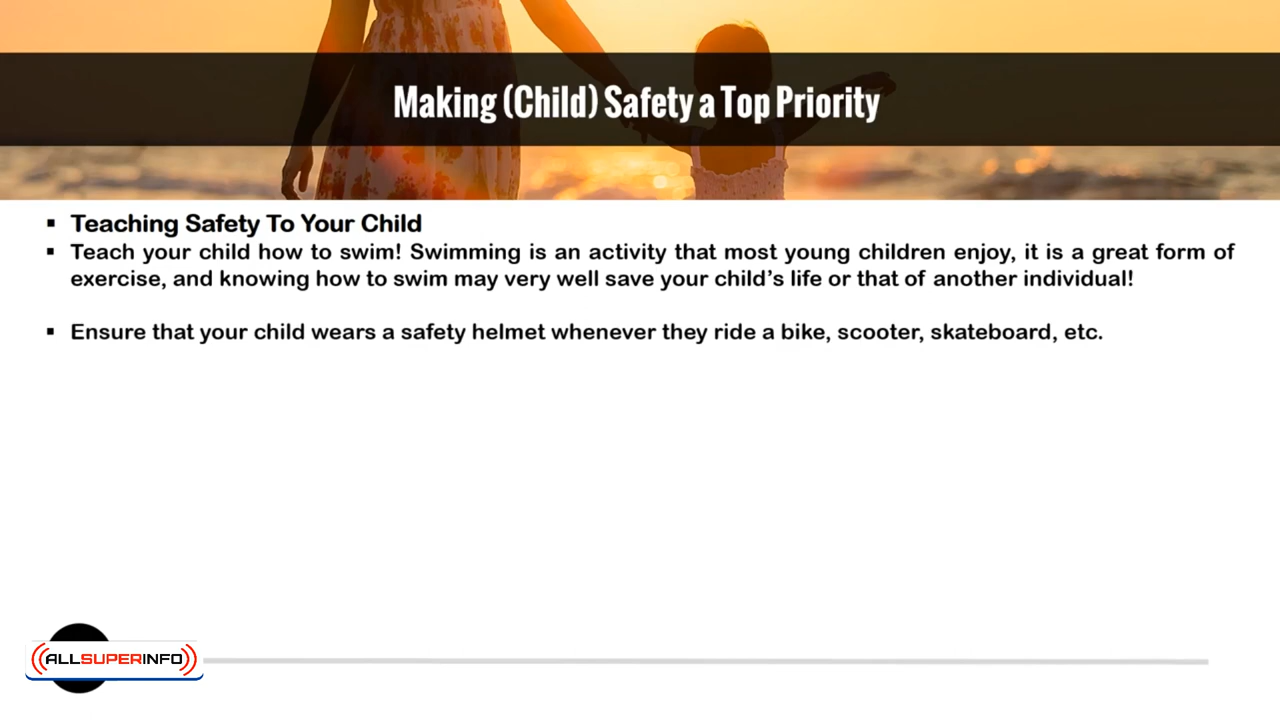 Making (Child) Safety a Top Priority
▪ Teaching Safety To Your Child
▪ Teach your child how to swim! Swimming is an activity that most young children enjoy, it is a great form of
exercise, and knowing how to swim may very well save your child’s life or that of another individual!
▪ Ensure that your child wears a safety helmet whenever they ride a bike, scooter, skateboard, etc.
ALLSUPERINFO